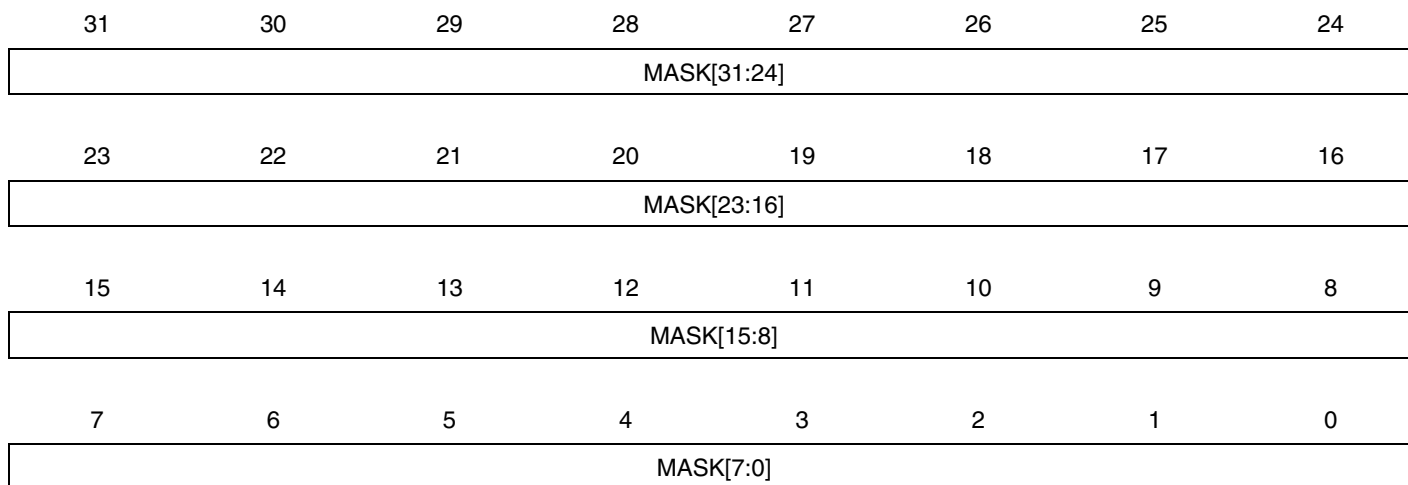 31 30 29 28 27 26 25 24
MASK[31:24]
23 22 21 20 19 18 17 16
MASK[23:16]
15 14 13 12 11 10 9 8
MASK[15:8]
7 6 5 4 3 2 1 0
MASK[7:0]